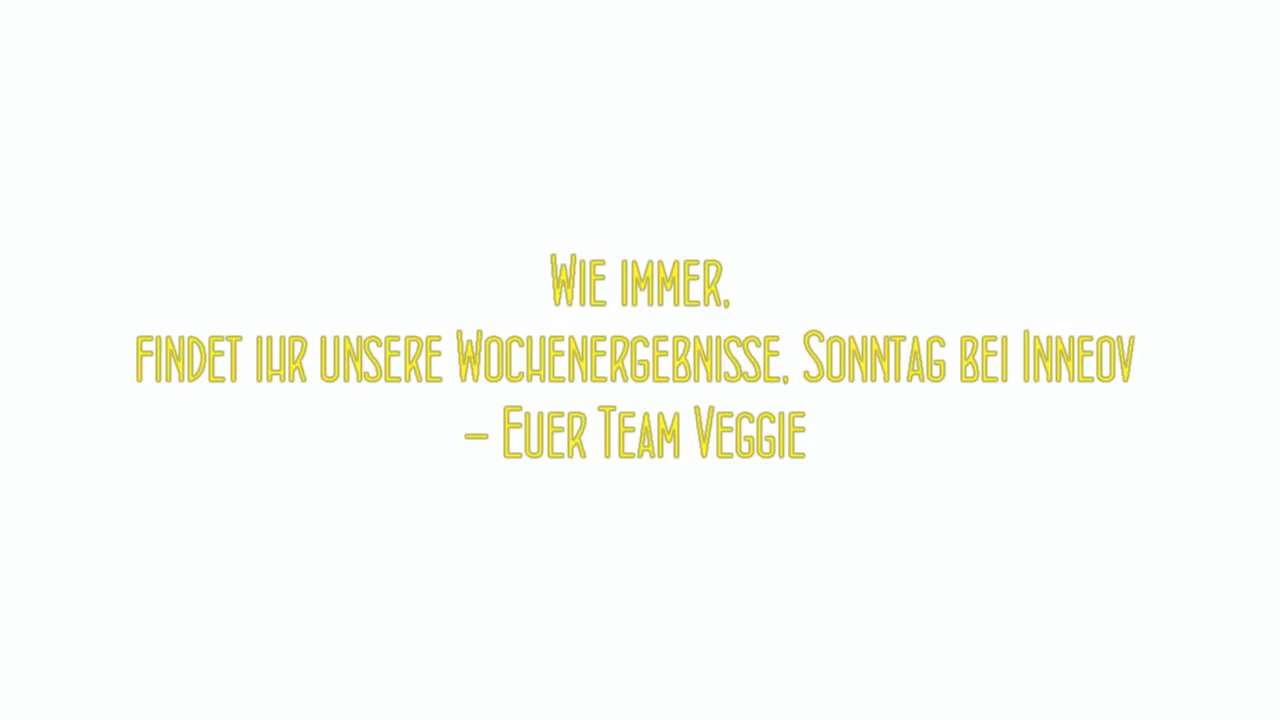 Wie immer,
findet ihr unsere Wochenergebnisse, Sonntag bei Inneov
– Euer Team Veggie